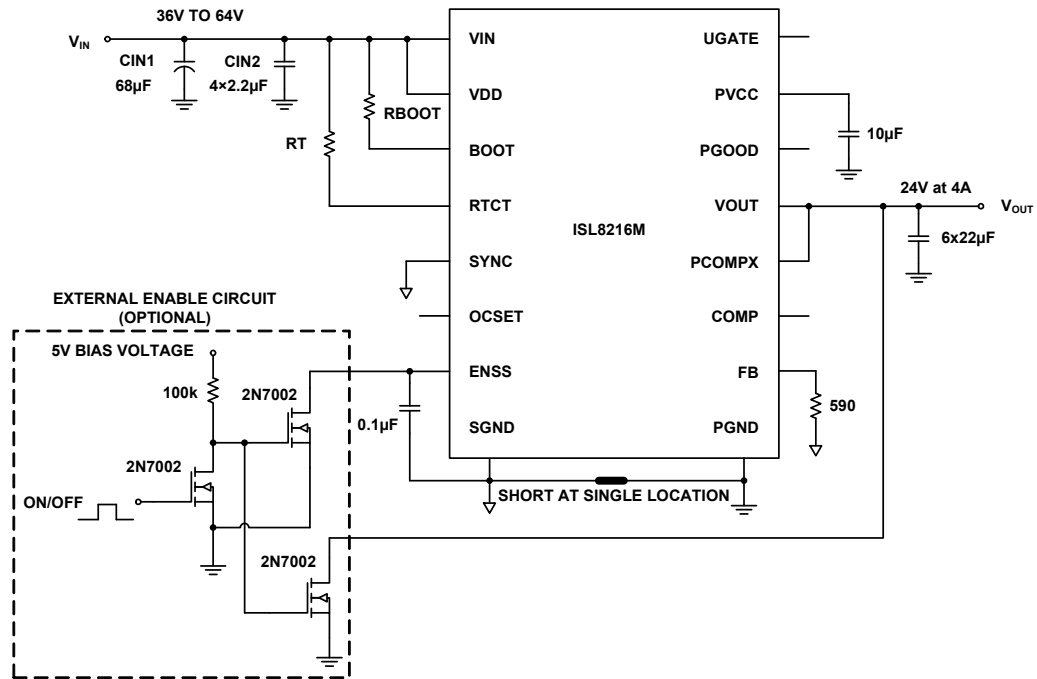 36V TO 64V
VIN
CIN1
68µF
CIN2
4×2.2µF
RT
RBOOT
VIN
VDD
BOOT
RTCT
SYNC
OCSET
ENSS
SGND
ISL8216M
UGATE
PVCC
PGOOD
VOUT
PCOMPX
COMP
FB
PGND
10µF
24V at 4A
VOUT
6x22µF
590
EXTERNAL ENABLE CIRCUIT
(OPTIONAL)
5V BIAS VOLTAGE
100k
2N7002
0.1µF
2N7002
ON/OFF
SHORT AT SINGLE LOCATION
2N7002